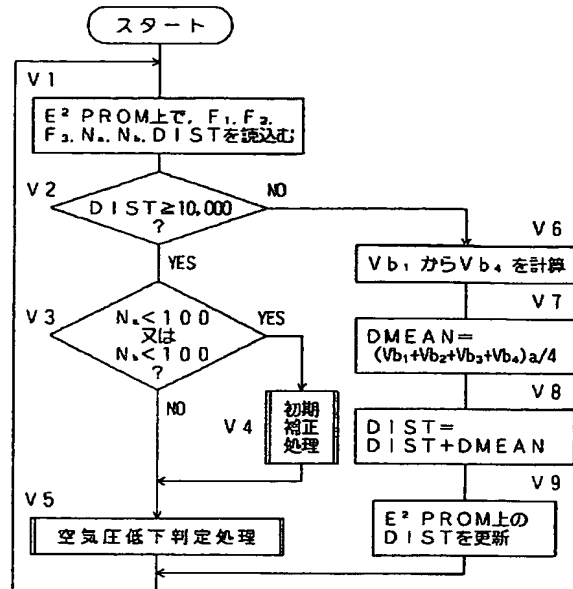 スタート
V1
E² PROM上で, F₁, F₂,
F₃, Nₐ, N_b, DISTを読込む
V2
DIST≥10,000
?
NO
YES
V3
Nₐ<100
又は
N_b<100
?
YES
NO
V4
初期
補正
処理
V5
空気圧低下判定処理
V6
Vb₁からVb₄を計算
V7
DMEAN=
(Vb₁+Vb₂+Vb₃+Vb₄)a/4
V8
DIST=
DIST+DMEAN
V9
E² PROM上の
DISTを更新